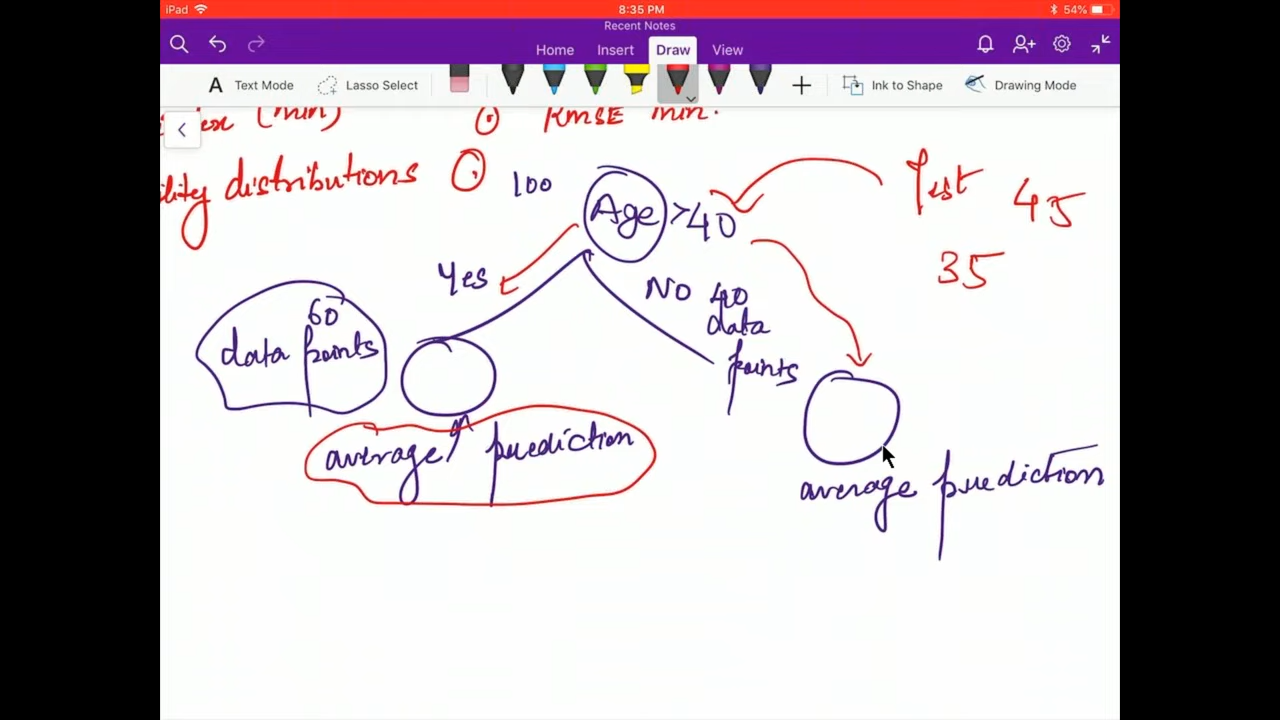 iPad 8:35 PM 54%
Recent Notes
Home Insert Draw View
Text Mode Lasso Select Ink to Shape Drawing Mode
(min) RMSE min.
ility distributions
100 Age >40 Test 45
35
Yes NO 40
data
points
60
data points
average prediction
average prediction